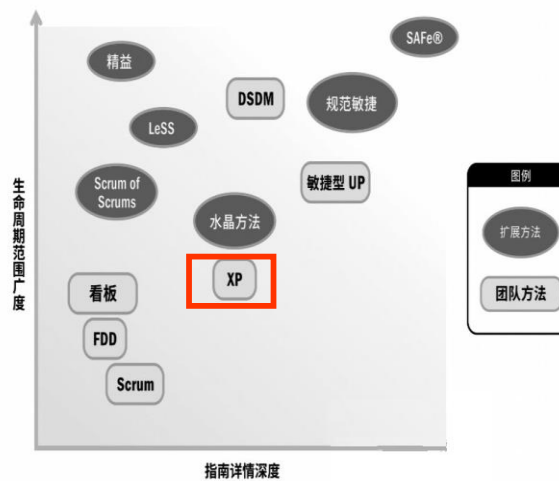 SAFe®
精益
DSDM
规范敏捷
LeSS
Scrum of
Scrums
敏捷型 UP
水晶方法
XP
看板
FDD
Scrum
生命周期范围广度
指南详情深度
图例
扩展方法
团队方法